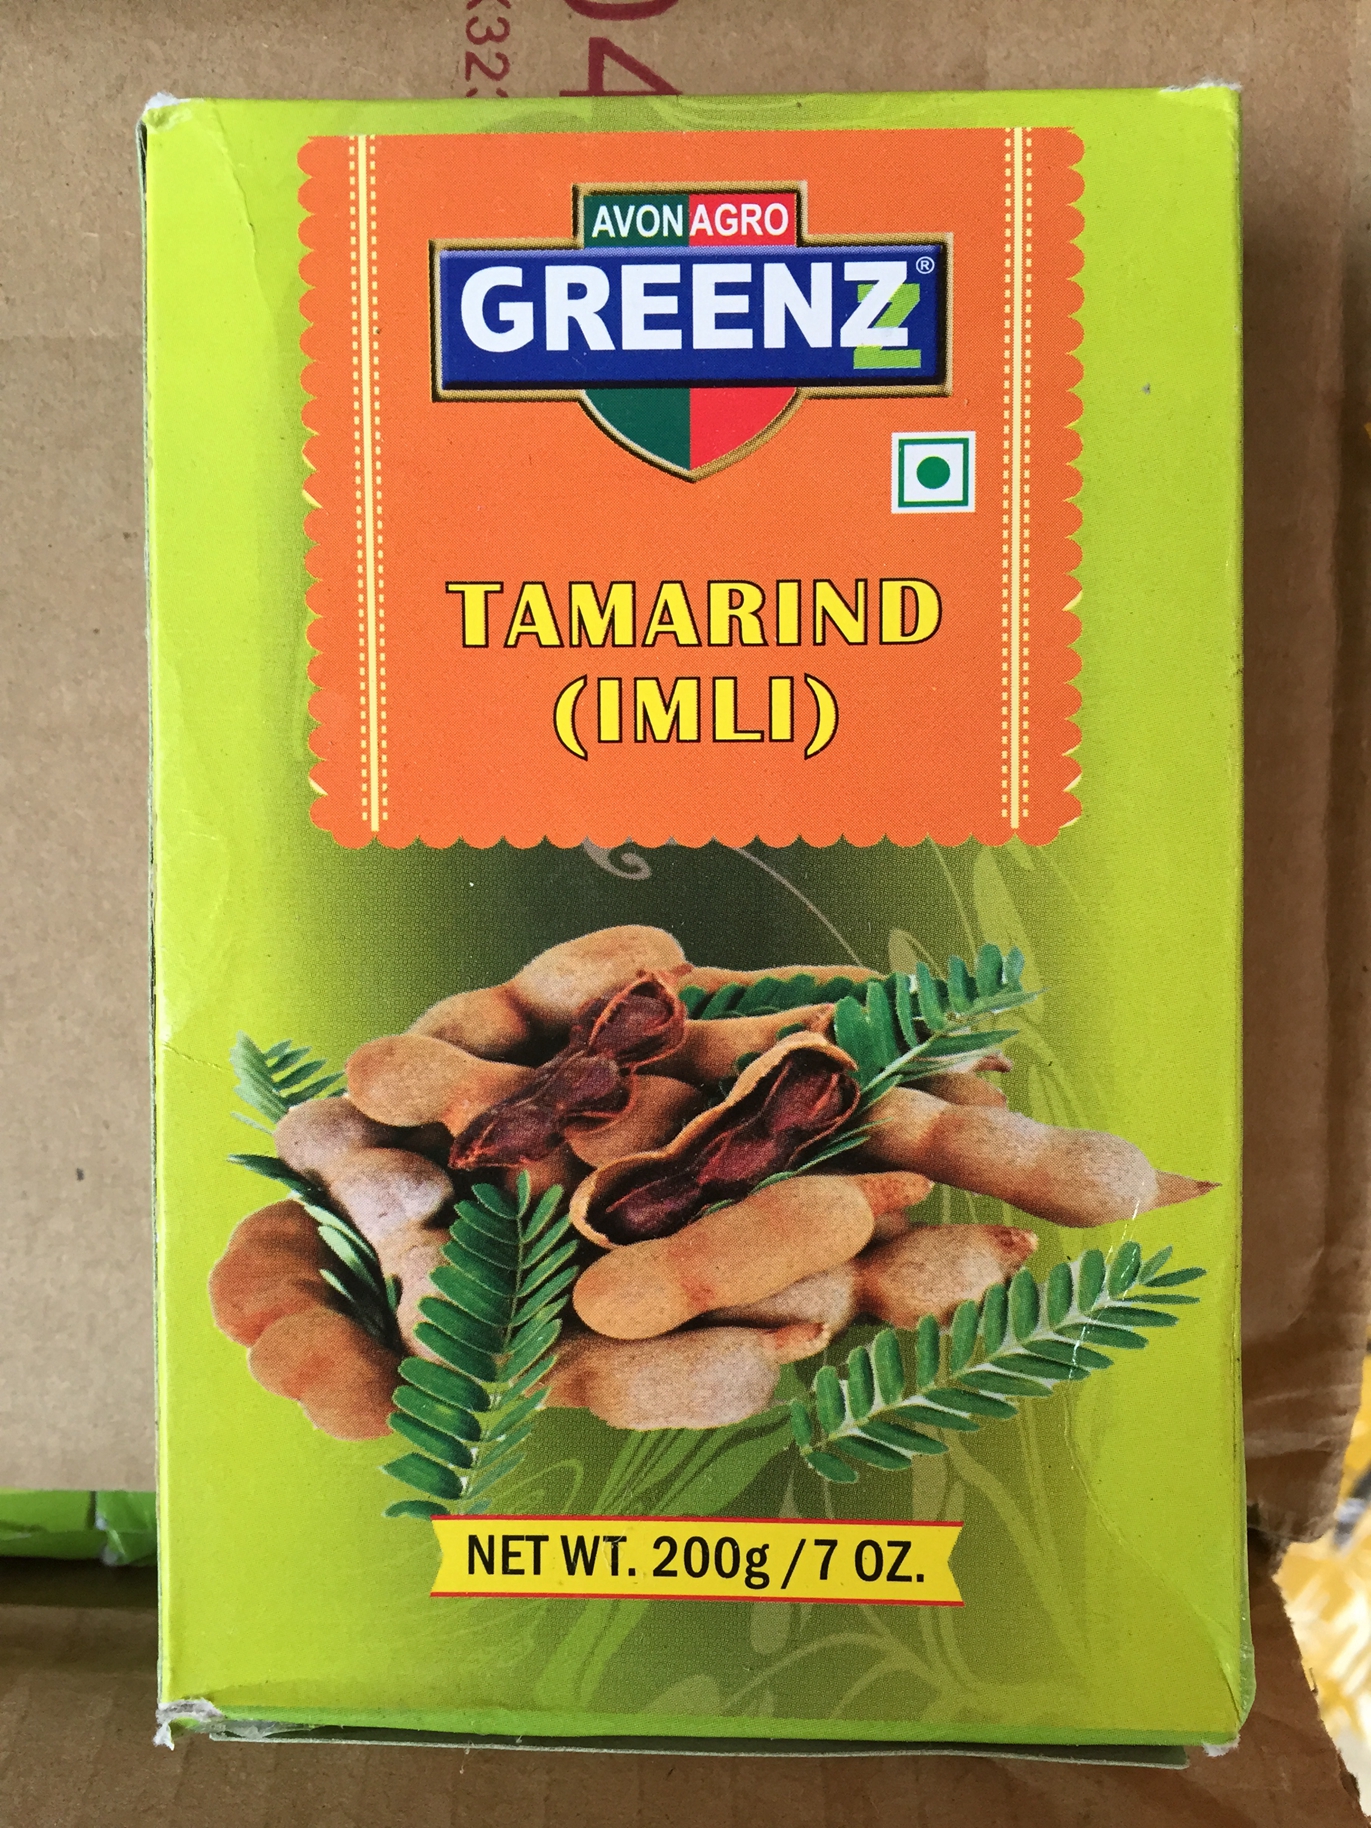 AVON AGRO
GREENZ®
TAMARIND
(IMLI)
NET WT. 200g / 7 OZ.